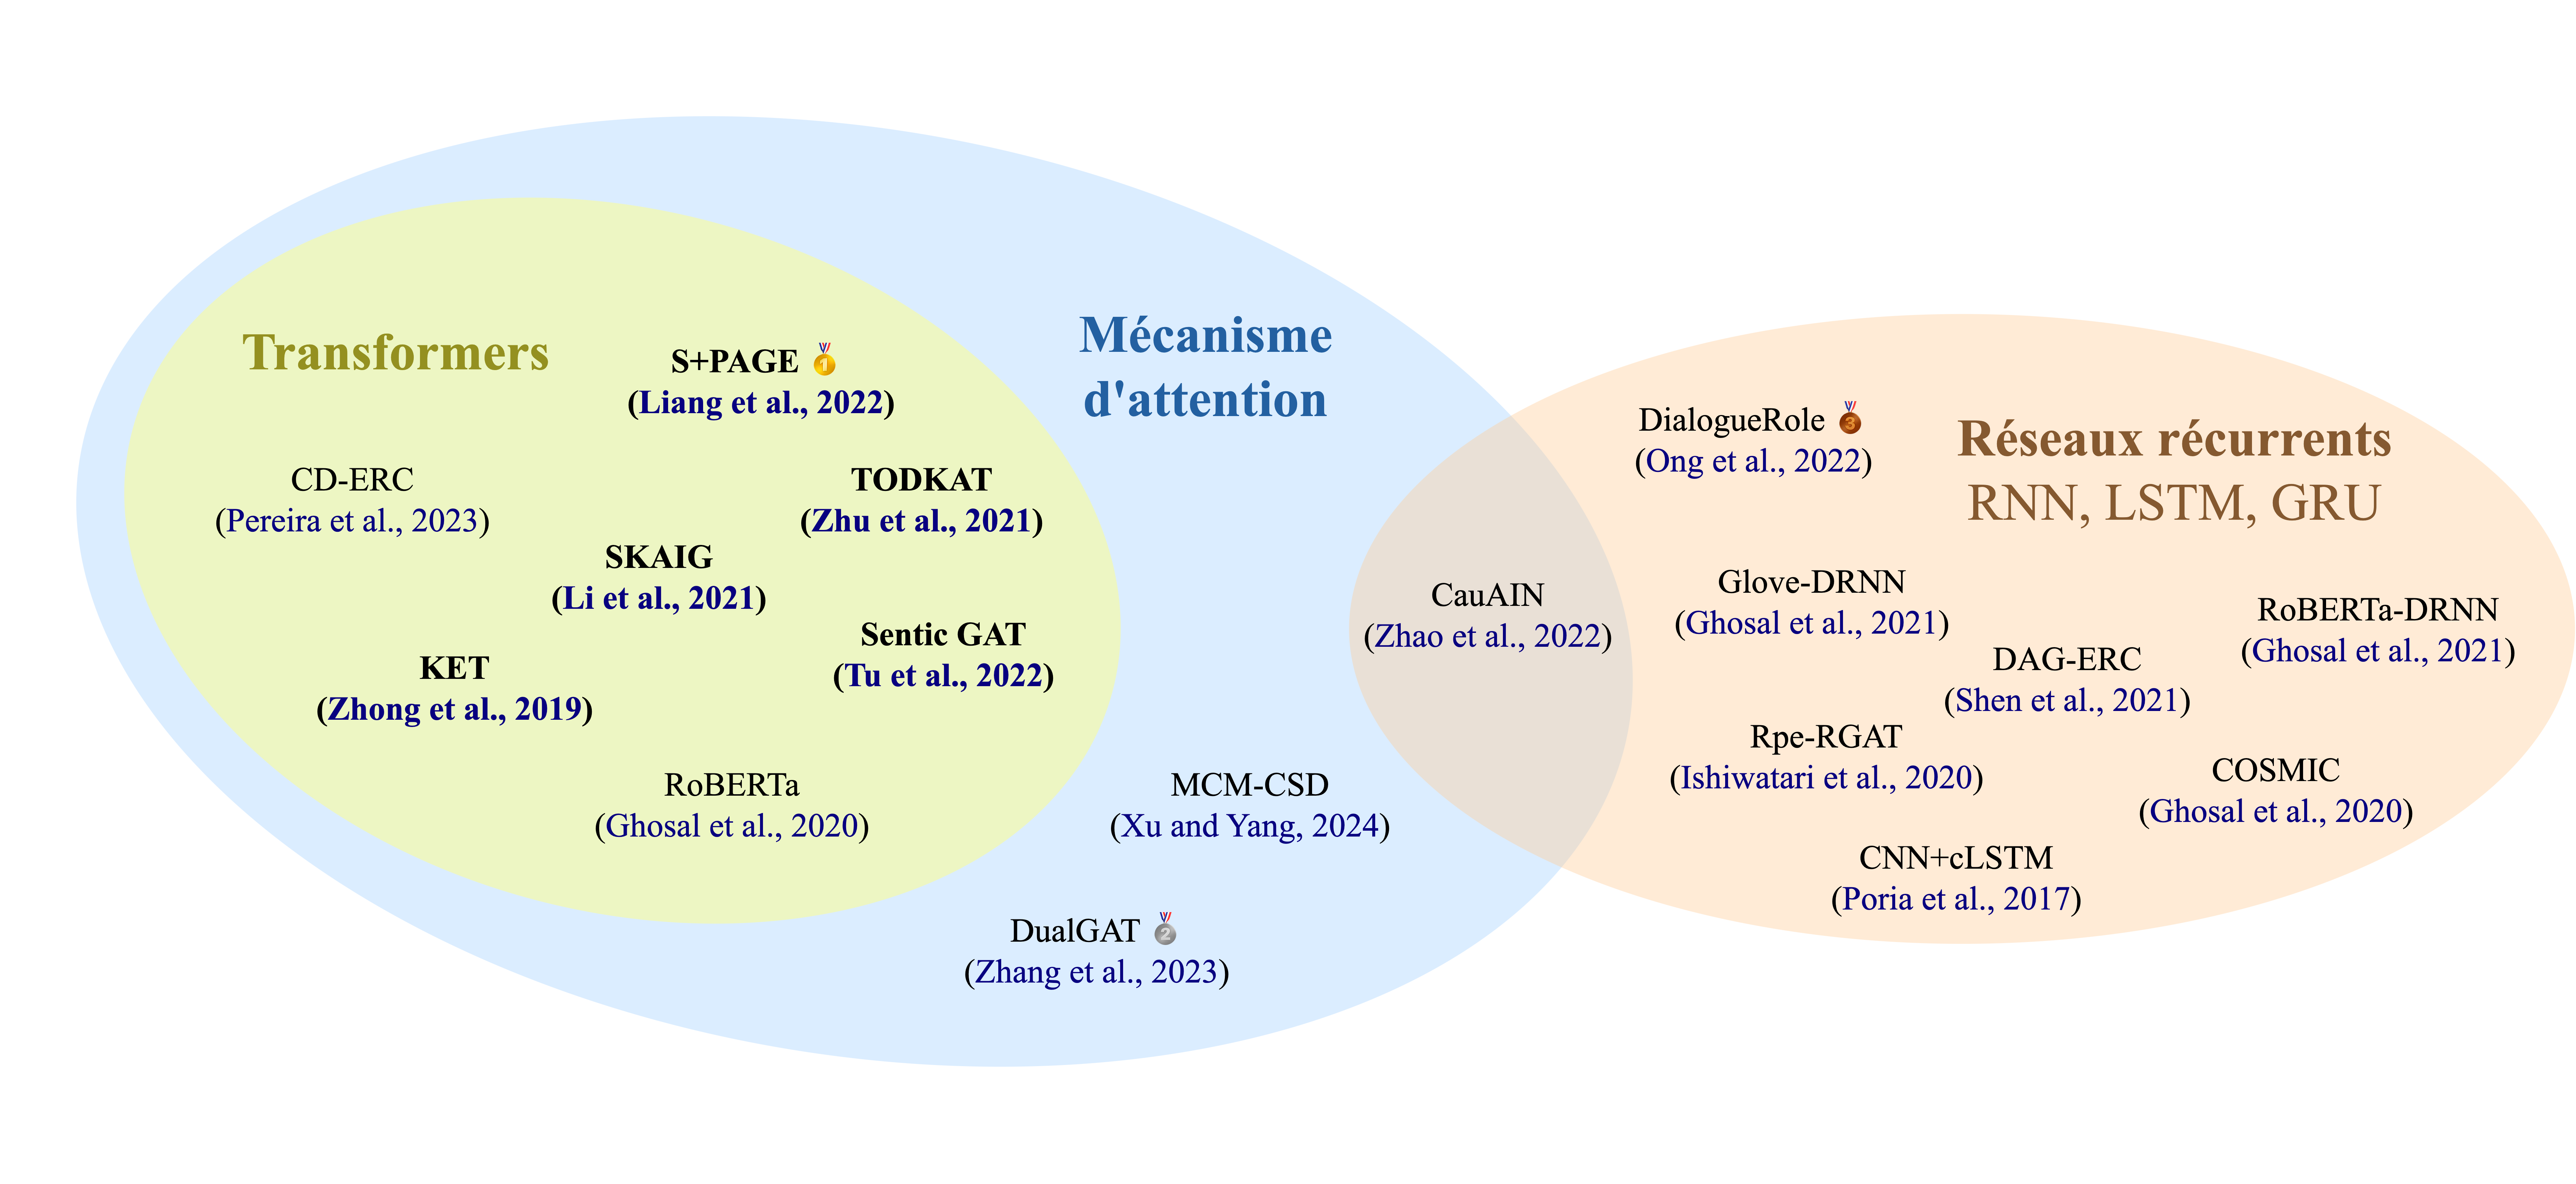 Transformers
S+PAGE 🥇
(Liang et al., 2022)
CD-ERC
(Pereira et al., 2023)
TODKAT
(Zhu et al., 2021)
SKAIG
(Li et al., 2021)
Sentic GAT
(Tu et al., 2022)
KET
(Zhong et al., 2019)
RoBERTa
(Ghosal et al., 2020)
Mécanisme
d'attention
MCM-CSD
(Xu and Yang, 2024)
DualGAT 🥈
(Zhang et al., 2023)
CauAIN
(Zhao et al., 2022)
DialogueRole 🥉
(Ong et al., 2022)
Réseaux récurrents
RNN, LSTM, GRU
Glove-DRNN
(Ghosal et al., 2021)
RoBERTa-DRNN
(Ghosal et al., 2021)
DAG-ERC
(Shen et al., 2021)
Rpe-RGAT
(Ishiwatari et al., 2020)
COSMIC
(Ghosal et al., 2020)
CNN+cLSTM
(Poria et al., 2017)